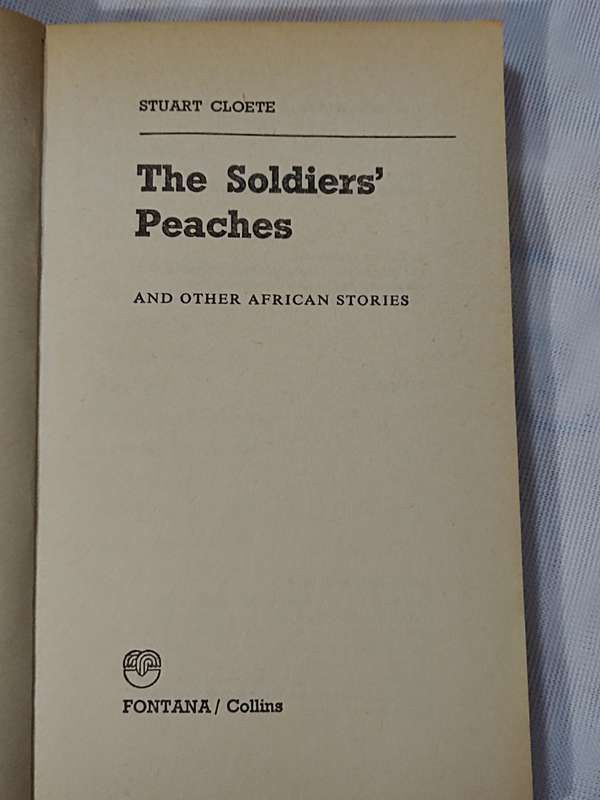 STUART CLOETE
The Soldiers'
Peaches
AND OTHER AFRICAN STORIES
FONTANA / Collins